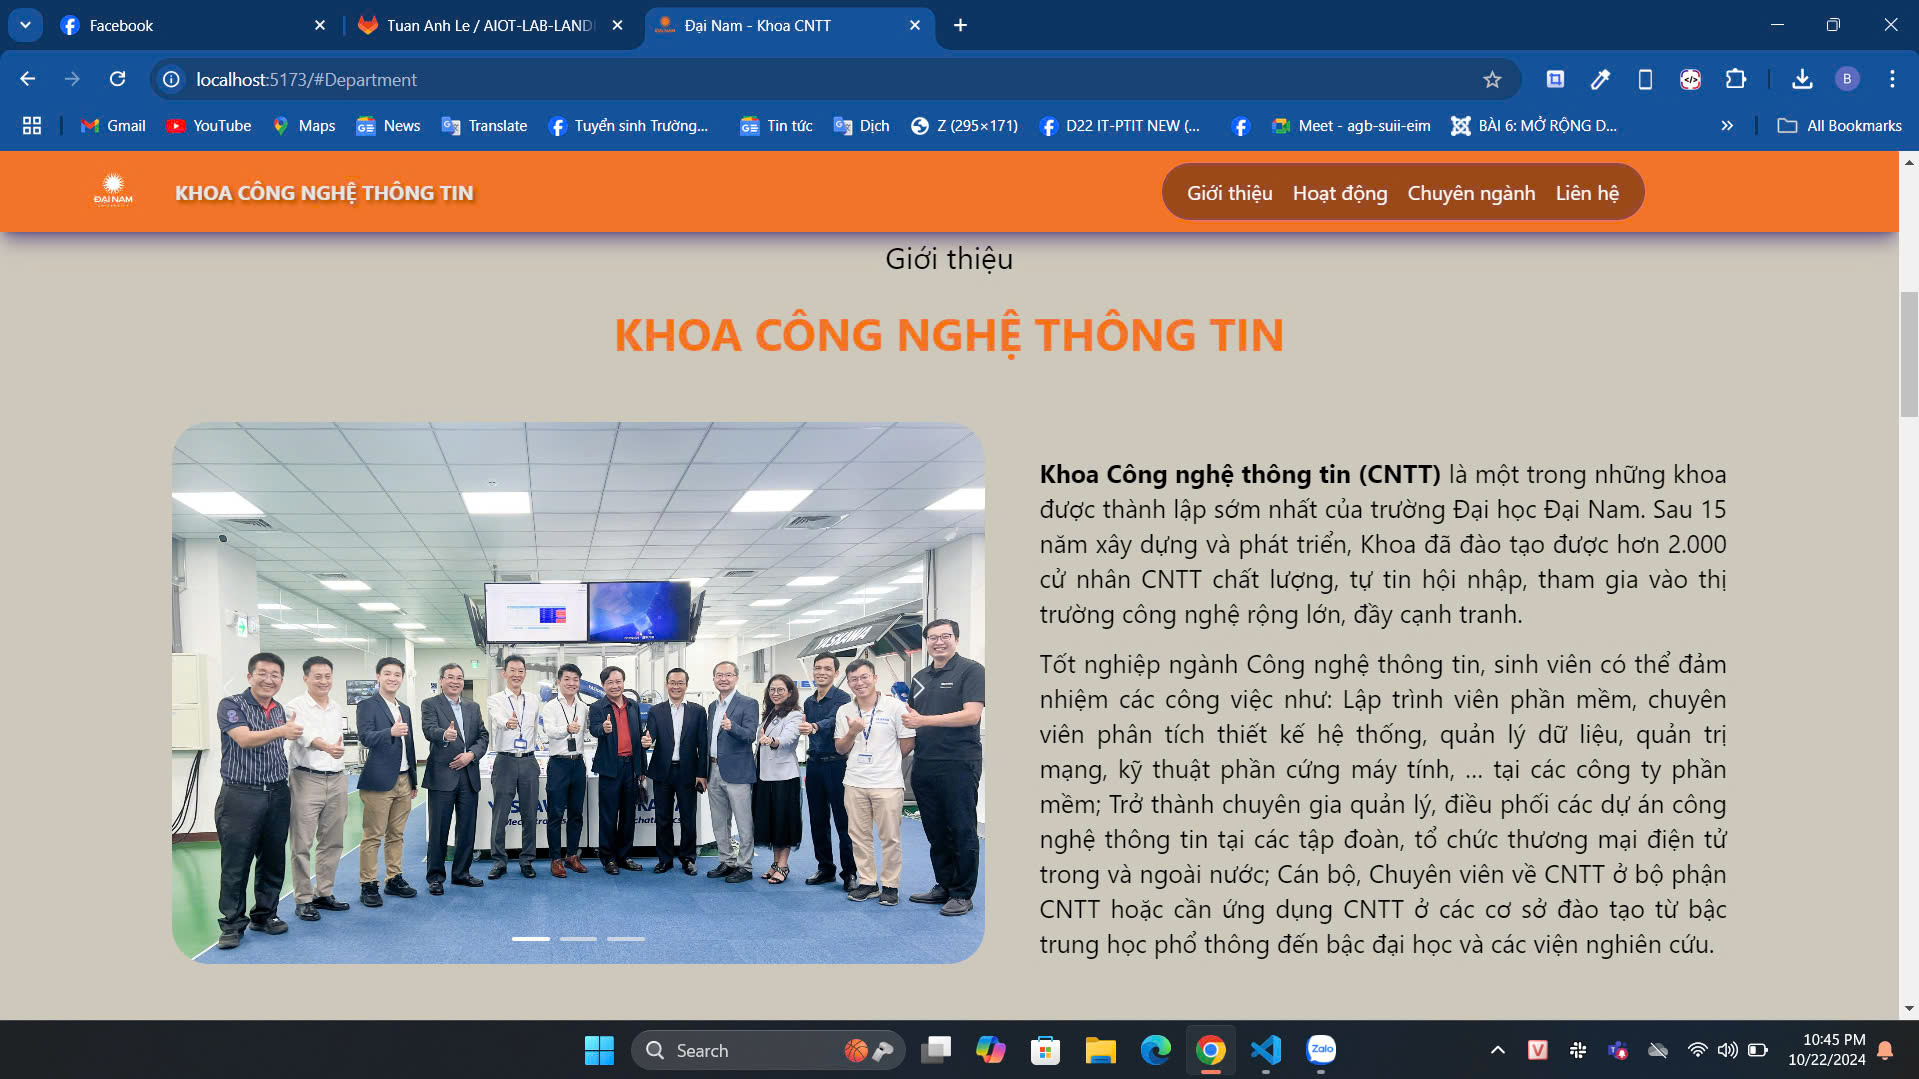 Facebook
Tuan Anh Le / AIOT-LAB-LAND
Đại Nam - Khoa CNTT
localhost:5173/#Department
B
Gmail
YouTube
Maps
News
Translate
Tuyển sinh Trường...
Tin tức
Dịch
Z (295×171)
D22 IT-PTIT NEW (...
Meet - agb-suii-eim
BÀI 6: MỞ RỘNG D...
All Bookmarks
ĐẠI NAM
KHOA CÔNG NGHỆ THÔNG TIN
Giới thiệu
Hoạt động
Chuyên ngành
Liên hệ
Giới thiệu
KHOA CÔNG NGHỆ THÔNG TIN
YASKAWA
Khoa Công nghệ thông tin (CNTT) là một trong những khoa
được thành lập sớm nhất của trường Đại học Đại Nam. Sau 15
năm xây dựng và phát triển, Khoa đã đào tạo được hơn 2.000
cử nhân CNTT chất lượng, tự tin hội nhập, tham gia vào thị
trường công nghệ rộng lớn, đầy cạnh tranh.
Tốt nghiệp ngành Công nghệ thông tin, sinh viên có thể đảm
nhiệm các công việc như: Lập trình viên phần mềm, chuyên
viên phân tích thiết kế hệ thống, quản lý dữ liệu, quản trị
mạng, kỹ thuật phần cứng máy tính, ... tại các công ty phần
mềm; Trở thành chuyên gia quản lý, điều phối các dự án công
nghệ thông tin tại các tập đoàn, tổ chức thương mại điện tử
trong và ngoài nước; Cán bộ, Chuyên viên về CNTT ở bộ phận
CNTT hoặc cần ứng dụng CNTT ở các cơ sở đào tạo từ bậc
trung học phổ thông đến bậc đại học và các viện nghiên cứu.
Search
Zalo
10:45 PM
10/22/2024